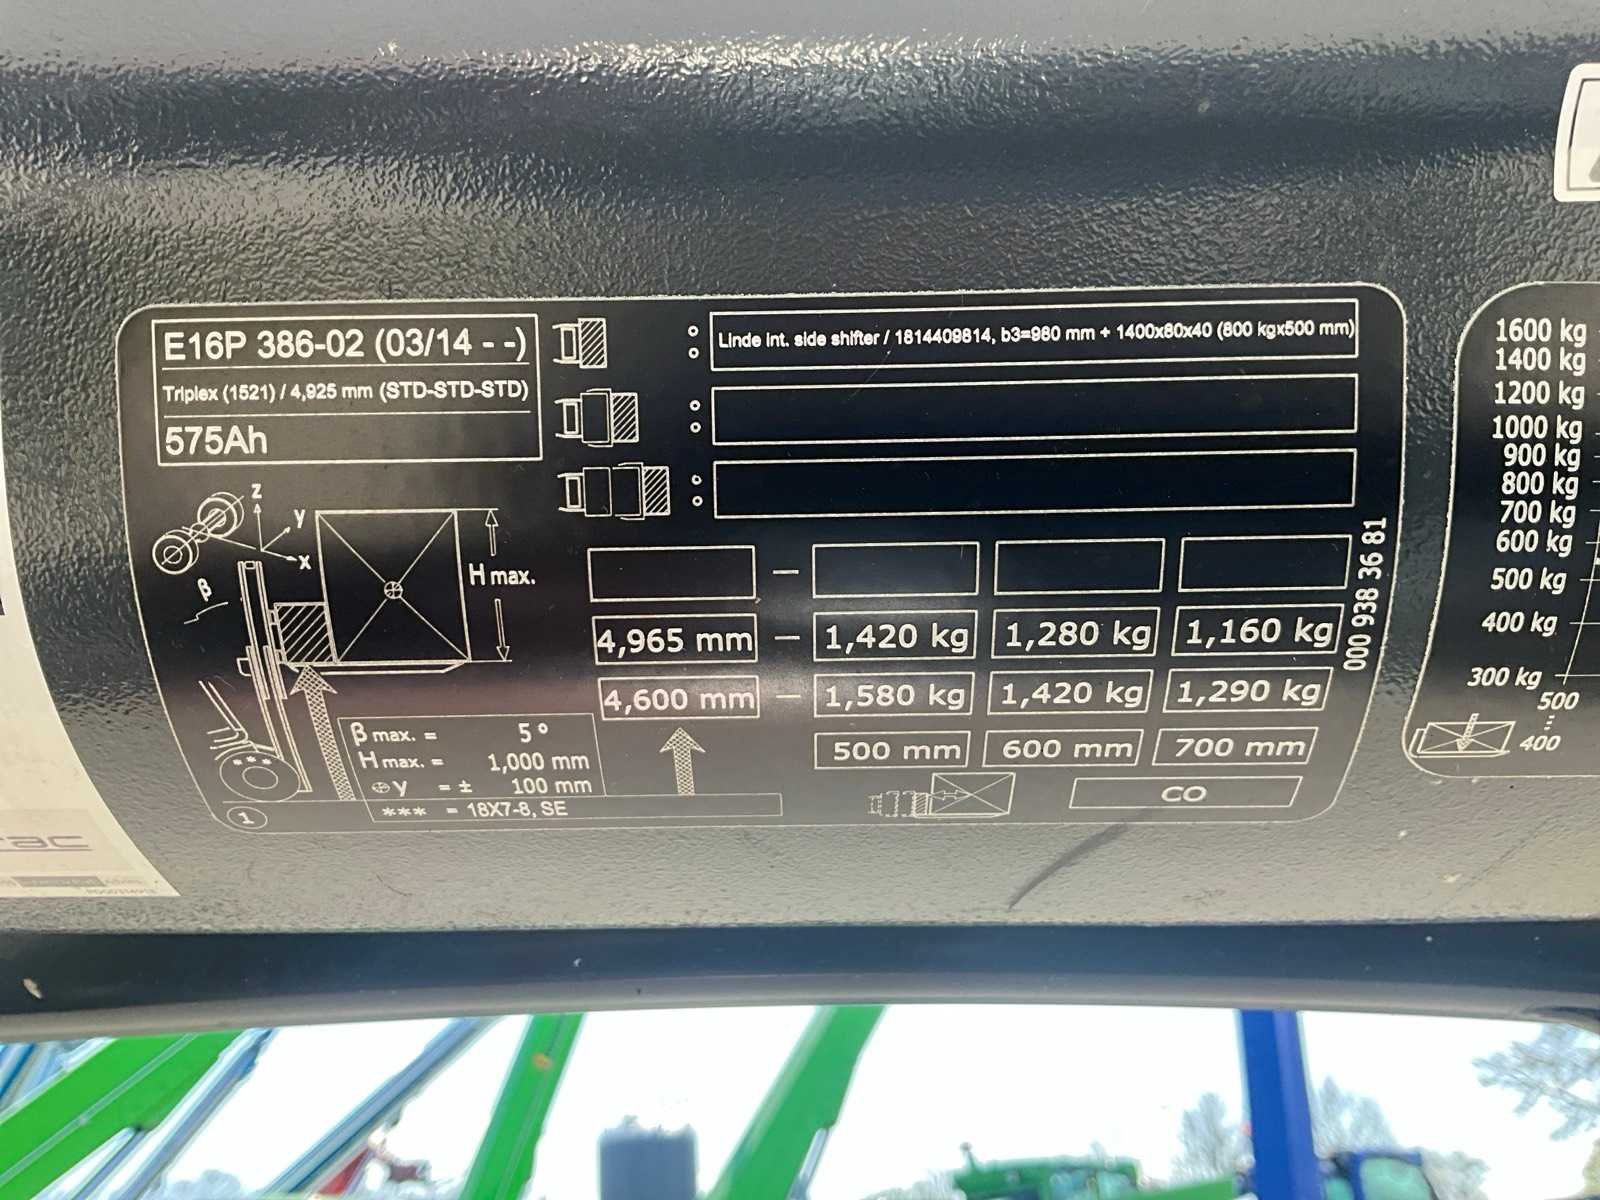 E16P 386-02 (03/14 - -)
Triplex (1521) / 4,925 mm (STD-STD-STD)
575Ah
Linde int. side shifter / 1814409814, b3=980 mm + 1400x80x40 (800 kgx500 mm)
z
y
x
β
H max.
4,965 mm – 1,420 kg 1,280 kg 1,160 kg
4,600 mm – 1,580 kg 1,420 kg 1,290 kg
500 mm 600 mm 700 mm
CO
β max. = 5°
H max. = 1,000 mm
y = ± 100 mm
*** = 18X7-8, SE
***
1
000 938 36 81
1600 kg
1400 kg
1200 kg
1000 kg
900 kg
800 kg
700 kg
600 kg
500 kg
400 kg
300 kg
500
400